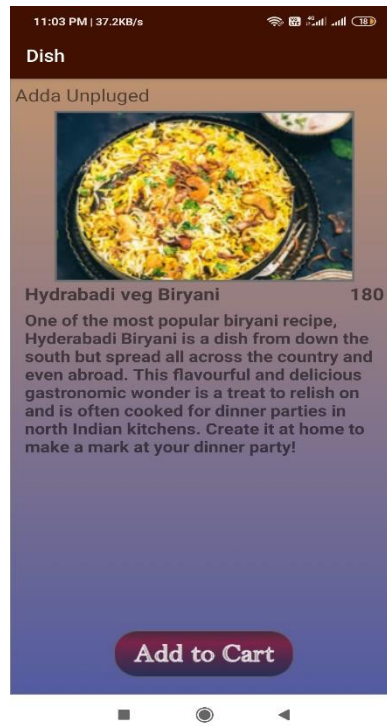 11:03 PM | 37.2KB/s 18
Dish
Adda Unpluged
Hydrabadi veg Biryani 180
One of the most popular biryani recipe,
Hyderabadi Biryani is a dish from down the
south but spread all across the country and
even abroad. This flavourful and delicious
gastronomic wonder is a treat to relish on
and is often cooked for dinner parties in
north Indian kitchens. Create it at home to
make a mark at your dinner party!
Add to Cart